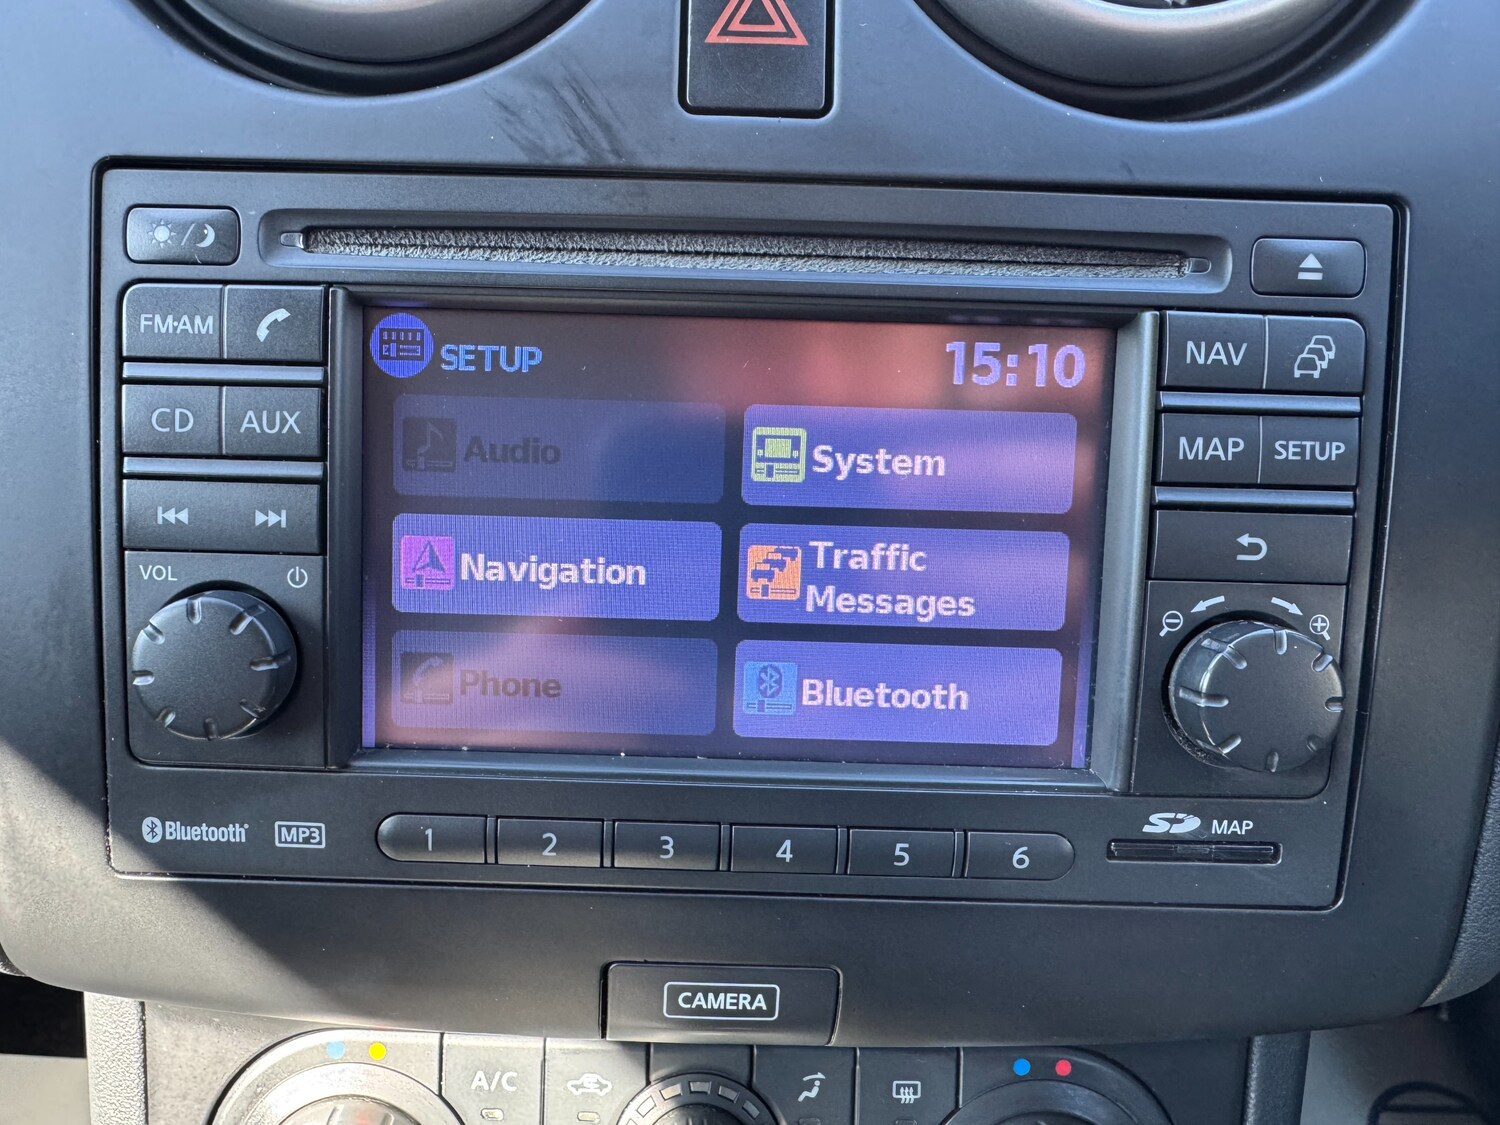 FM·AM
CD
AUX
VOL
SETUP
15:10
Audio
System
Navigation
Traffic
Messages
Phone
Bluetooth
NAV
MAP
SETUP
Bluetooth®
MP3
1
2
3
4
5
6
SD
MAP
CAMERA
A/C